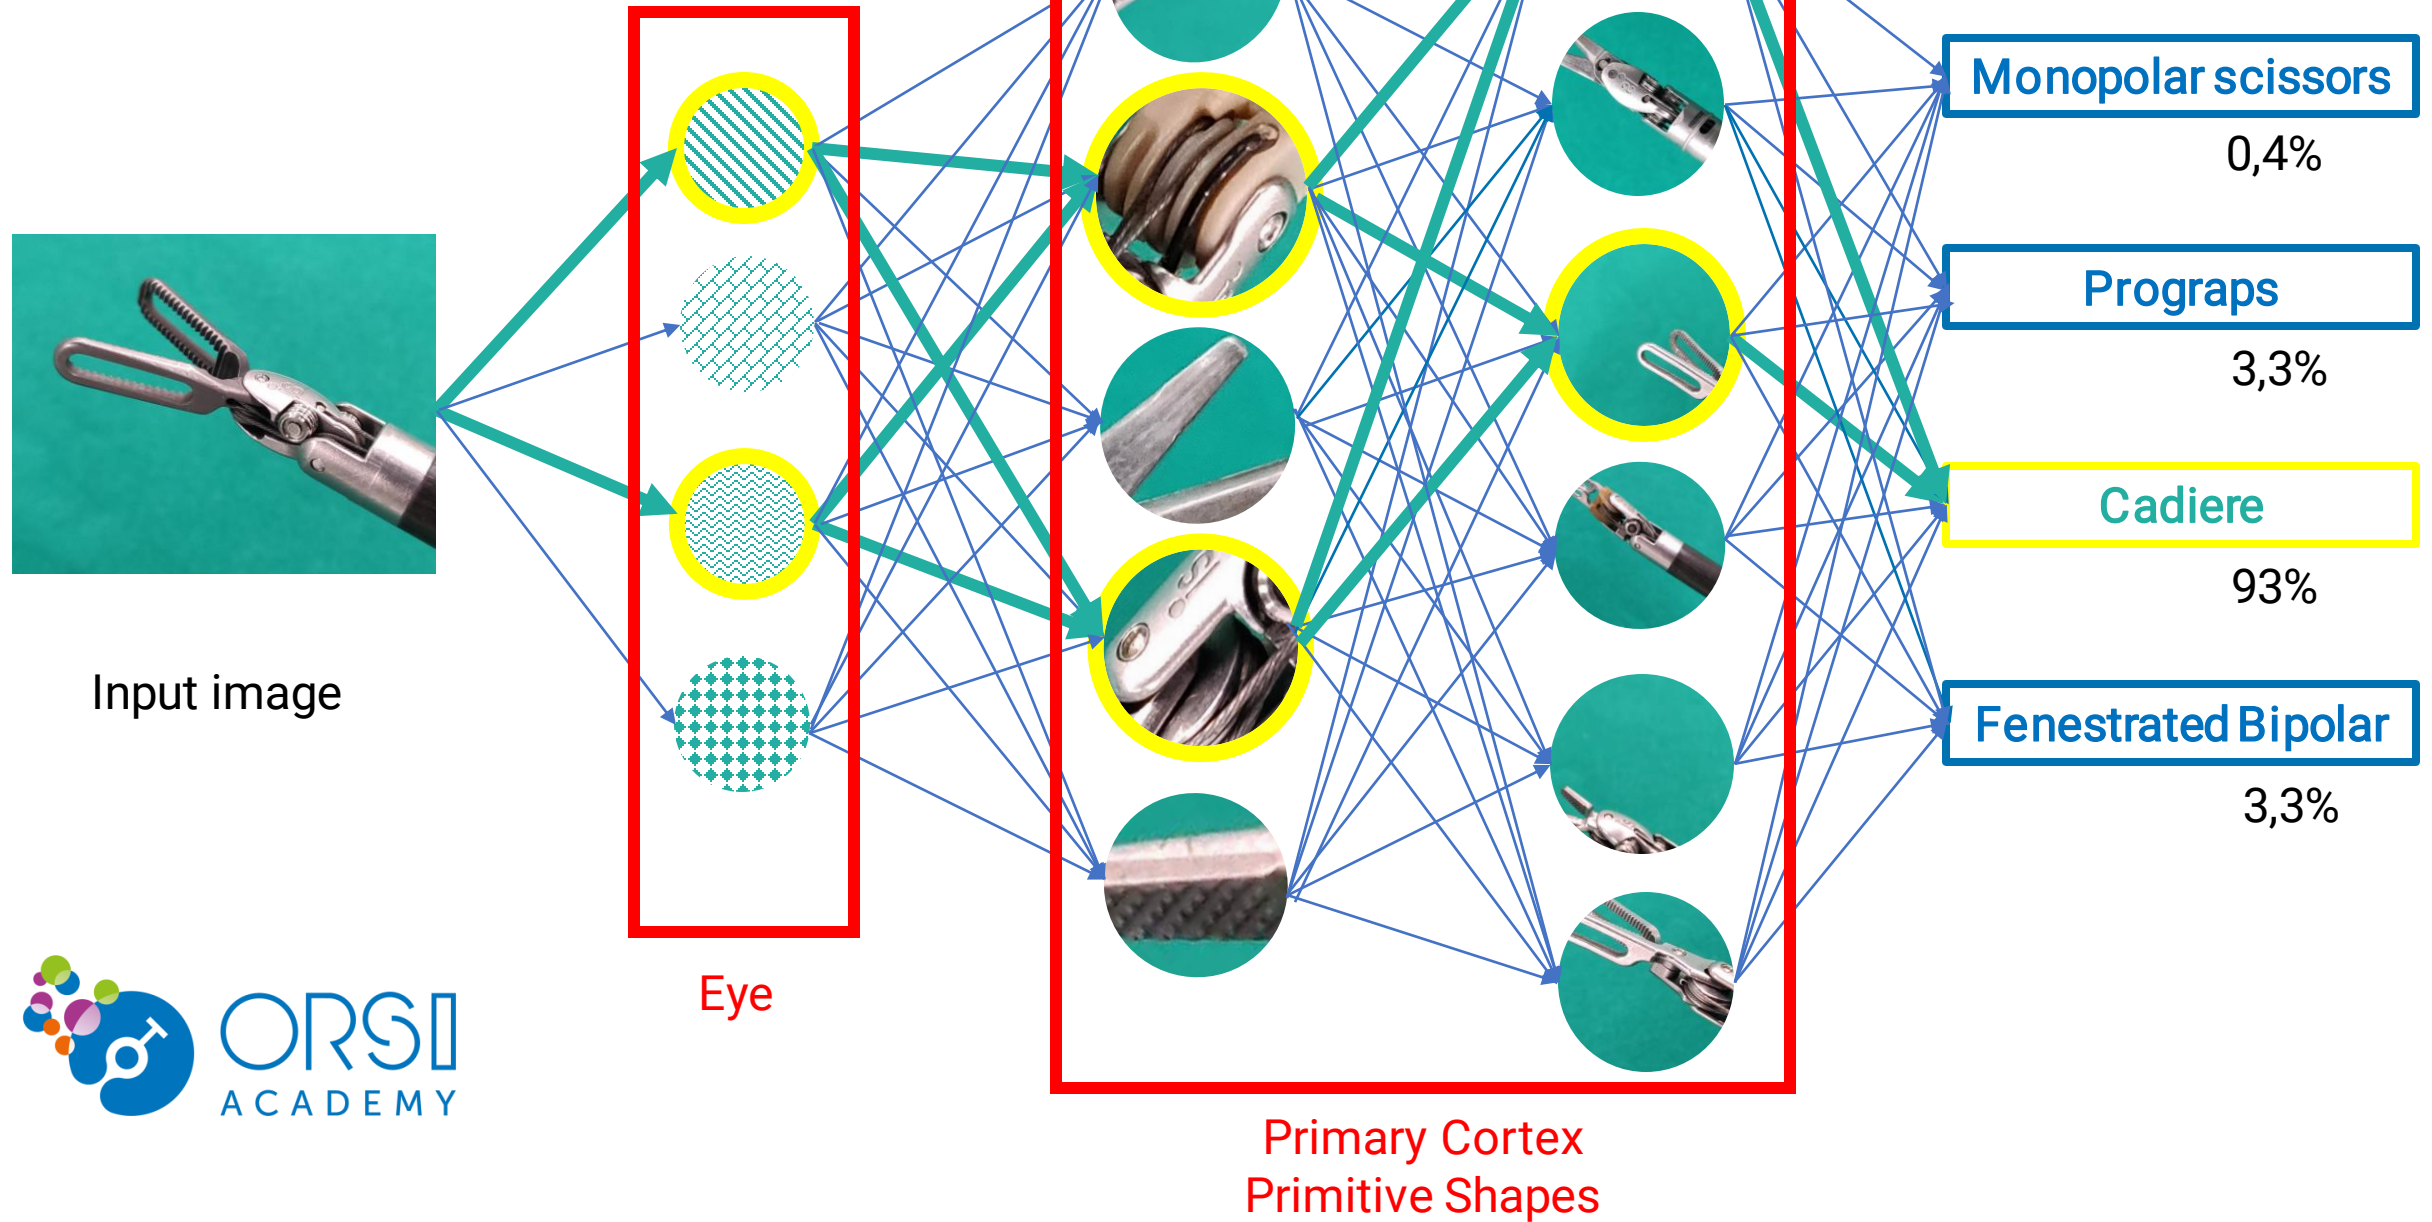 Monopolar scissors
0,4%
Prograps
3,3%
Cadiere
93%
Fenestrated Bipolar
3,3%
Input image
Eye
Primary Cortex
Primitive Shapes
ORSI
ACADEMY